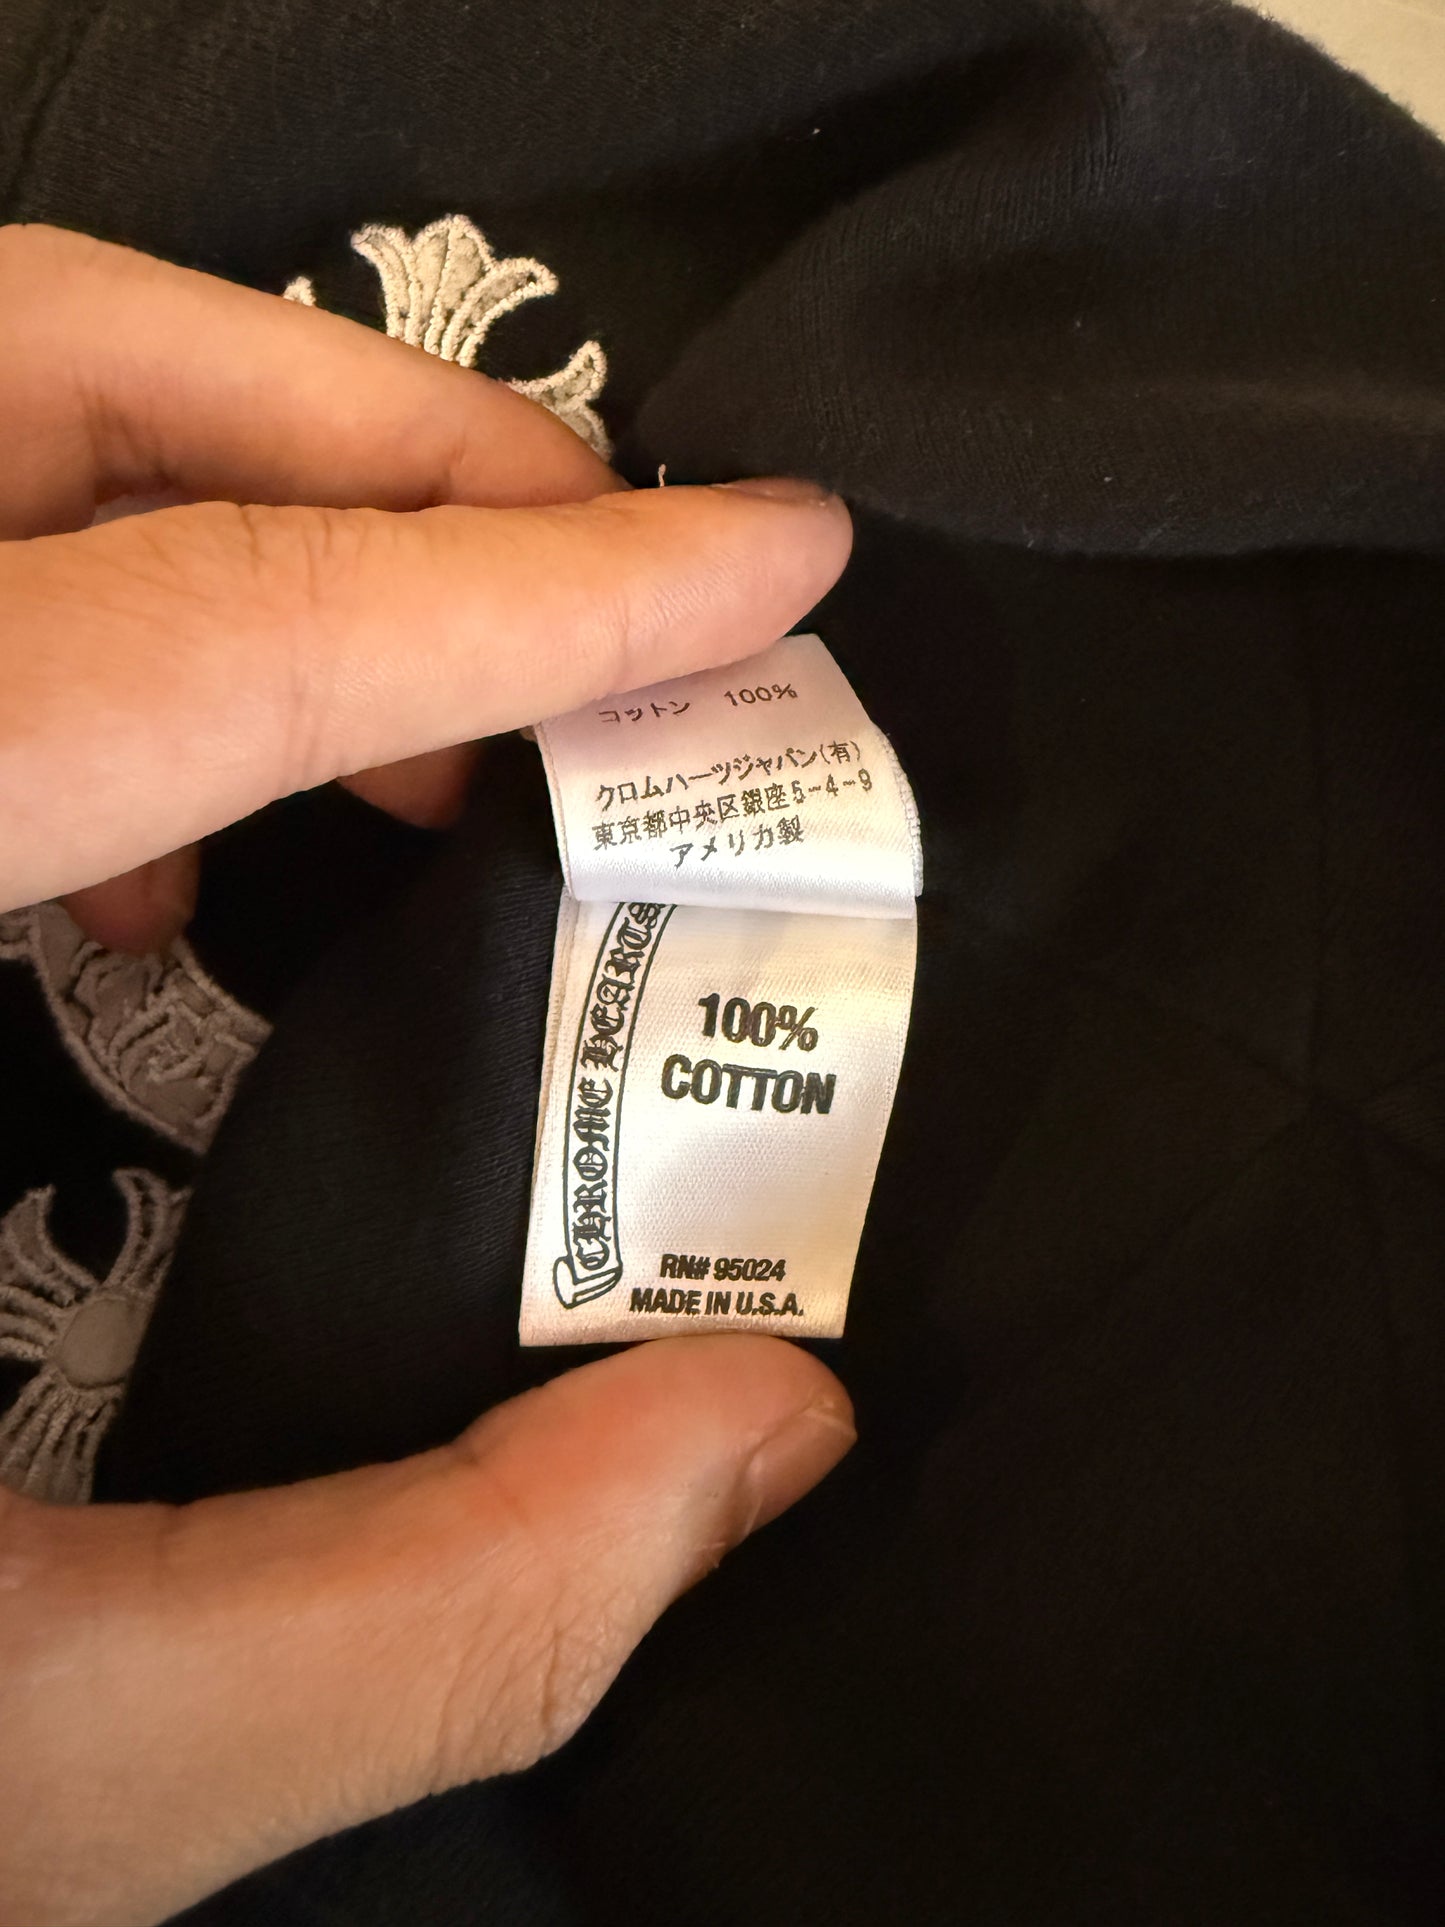 コットン 100%
クロムハーツジャパン(有)
東京都中央区銀座5-4-9
アメリカ製
CHROME HEARTS
100%
COTTON
RN# 95024
MADE IN U.S.A.